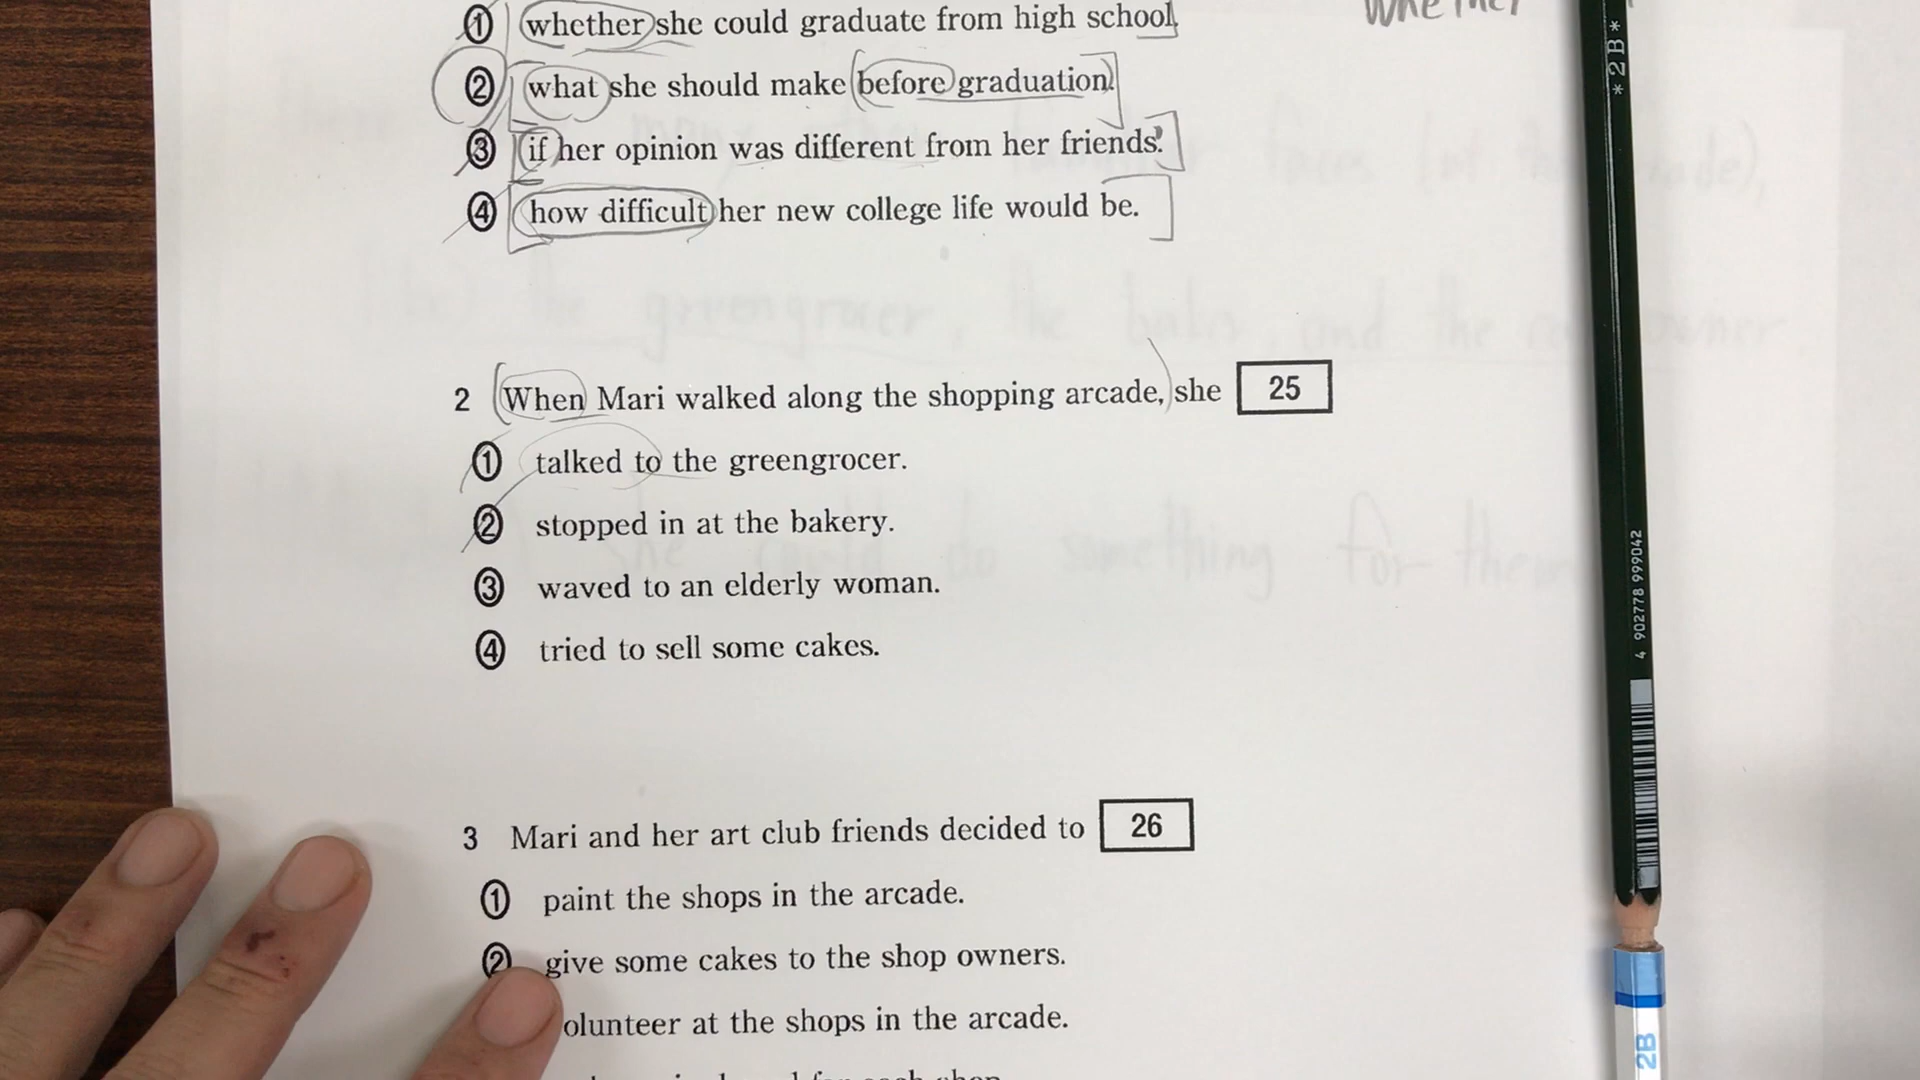 whether
① whether she could graduate from high school.
② what she should make before graduation.
③ if her opinion was different from her friends'.
④ how difficult her new college life would be.
2 When Mari walked along the shopping arcade, she 25
① talked to the greengrocer.
② stopped in at the bakery.
③ waved to an elderly woman.
④ tried to sell some cakes.
3 Mari and her art club friends decided to 26
① paint the shops in the arcade.
② give some cakes to the shop owners.
olunteer at the shops in the arcade.
each shop
*2B*
4 902778 999042
2B